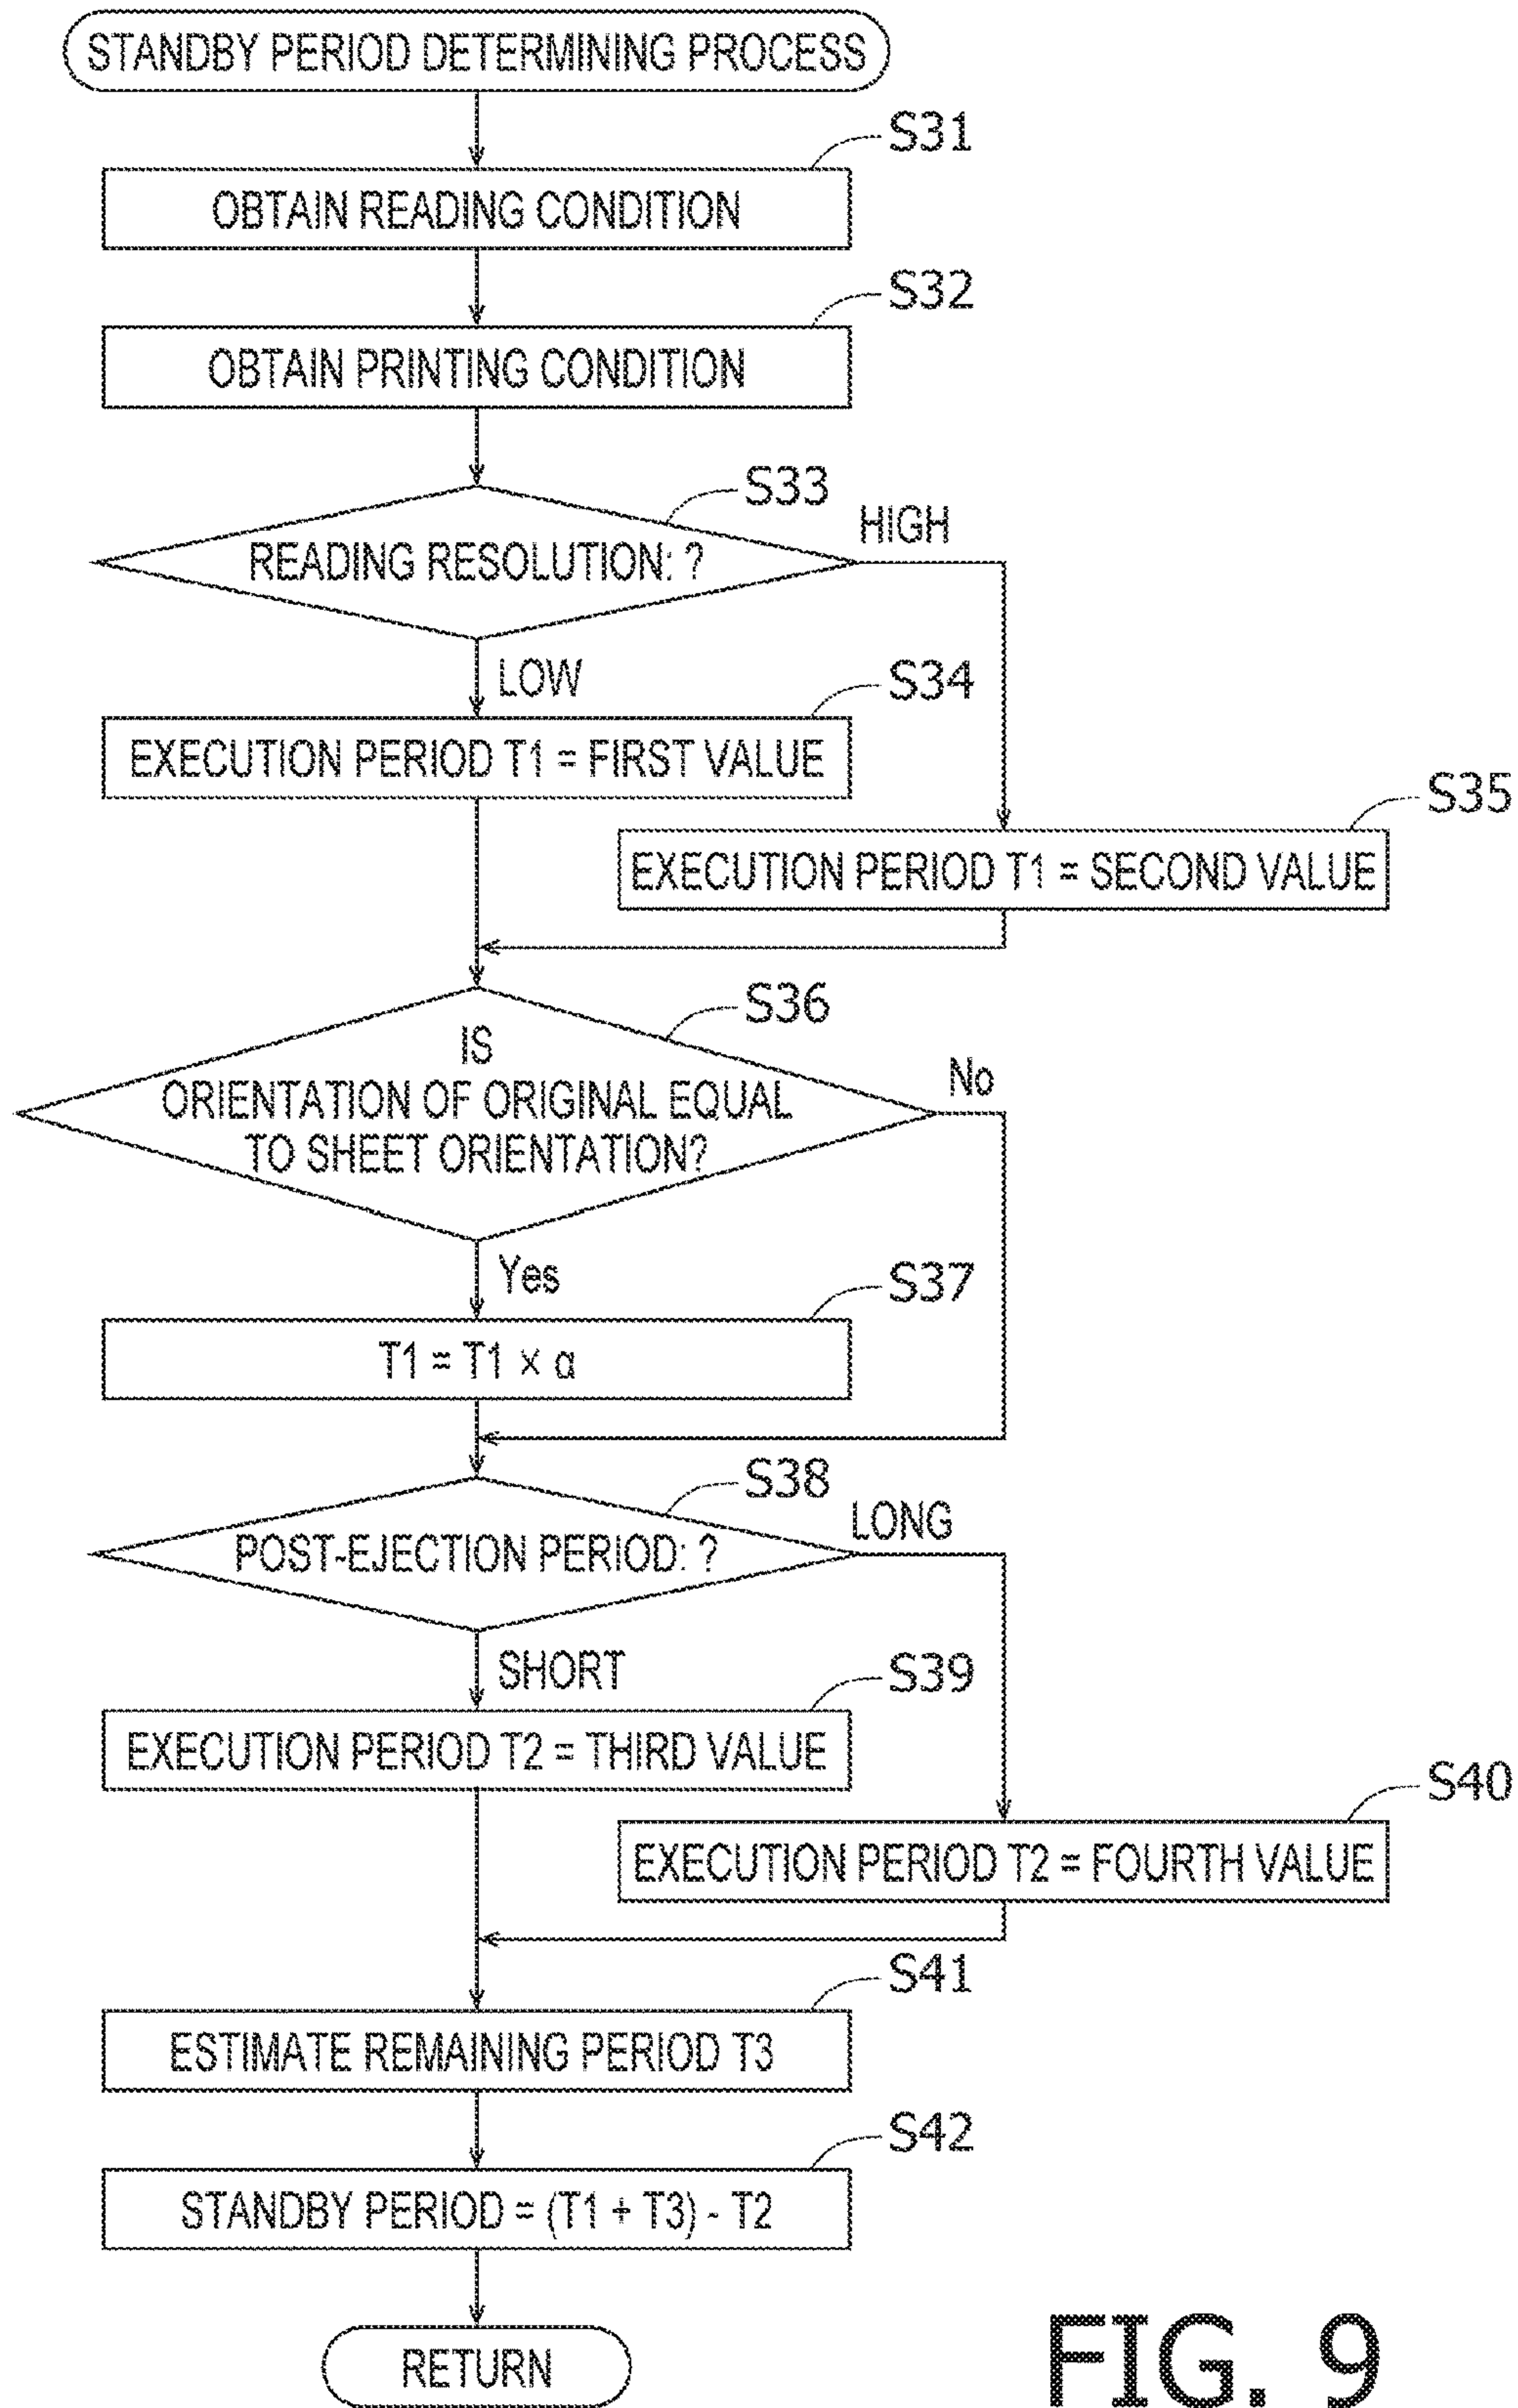 STANDBY PERIOD DETERMINING PROCESS
S31
OBTAIN READING CONDITION
S32
OBTAIN PRINTING CONDITION
S33
READING RESOLUTION: ?
HIGH
LOW
S34
EXECUTION PERIOD T1 = FIRST VALUE
S35
EXECUTION PERIOD T1 = SECOND VALUE
S36
IS
ORIENTATION OF ORIGINAL EQUAL
TO SHEET ORIENTATION?
No
Yes
S37
T1 = T1 × α
S38
POST-EJECTION PERIOD: ?
LONG
SHORT
S39
EXECUTION PERIOD T2 = THIRD VALUE
S40
EXECUTION PERIOD T2 = FOURTH VALUE
S41
ESTIMATE REMAINING PERIOD T3
S42
STANDBY PERIOD = (T1 + T3) - T2
RETURN
FIG. 9